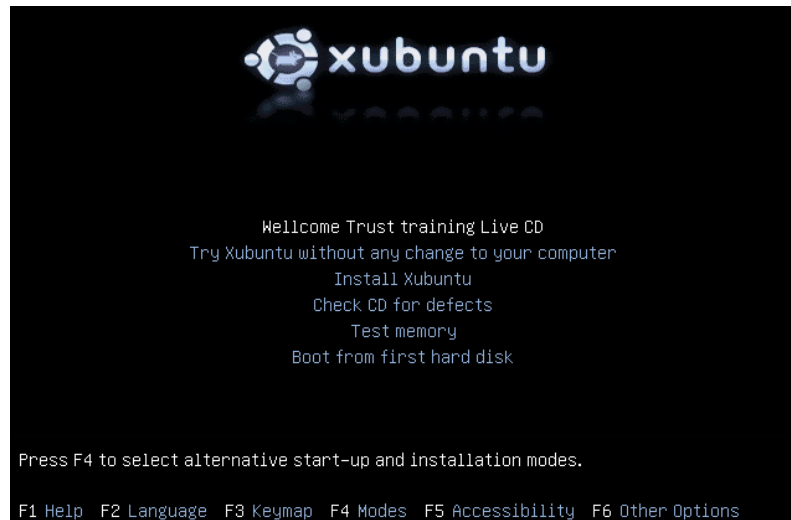 xubuntu
Wellcome Trust training Live CD
Try Xubuntu without any change to your computer
Install Xubuntu
Check CD for defects
Test memory
Boot from first hard disk
Press F4 to select alternative start-up and installation modes.
F1 Help F2 Language F3 Keymap F4 Modes F5 Accessibility F6 Other Options